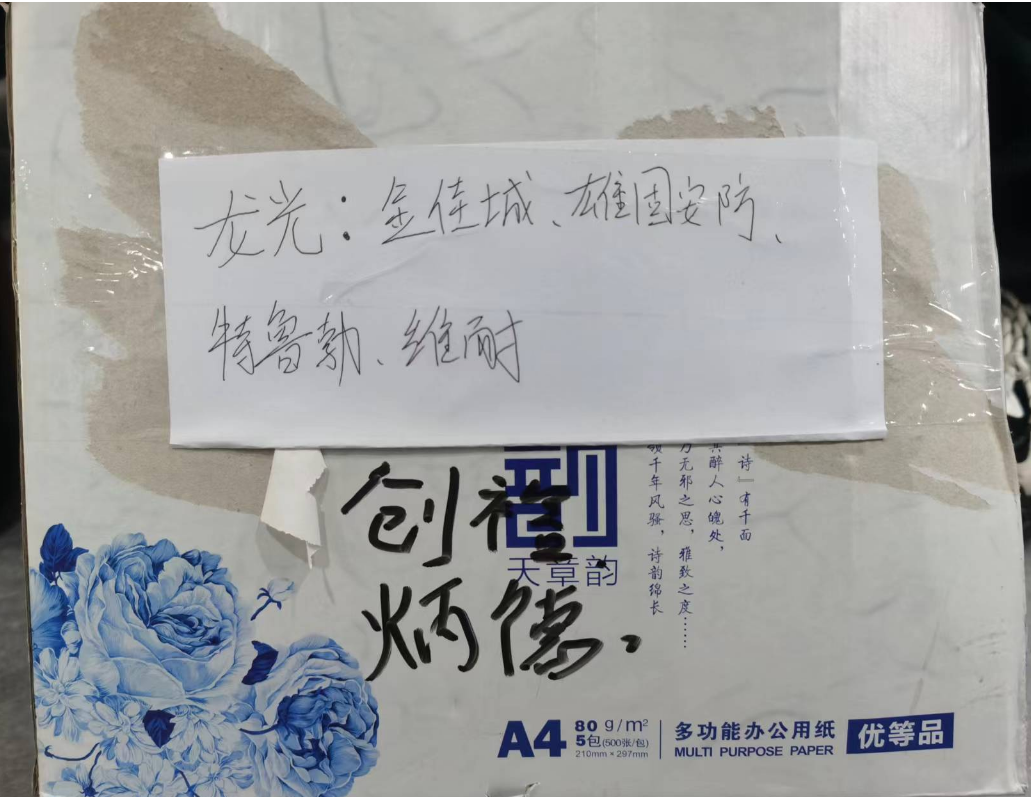 龙光：金佳城、雄固安防、
特鲁勃、维耐
创
炳德.
天章韵
诗』有千面
醉人心魄处，
无邪之思，雅致之度……
千年风骚，诗韵绵长
A4 80 g/m² 5包(500张/包) 210mm×297mm
多功能办公用纸
MULTI PURPOSE PAPER
优等品